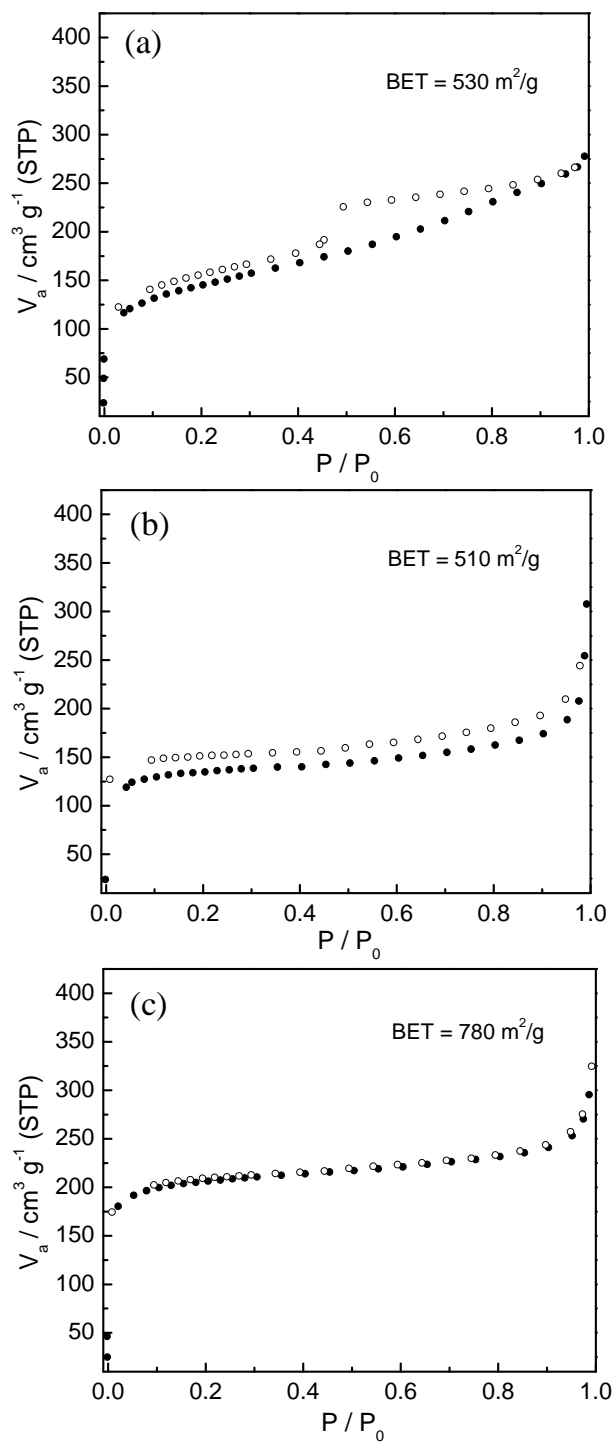 (a)
BET = 530 m²/g
Vₐ / cm³ g⁻¹ (STP)
400
350
300
250
200
150
100
50
0.0 0.2 0.4 0.6 0.8 1.0
P / P₀
(b)
BET = 510 m²/g
Vₐ / cm³ g⁻¹ (STP)
400
350
300
250
200
150
100
50
0.0 0.2 0.4 0.6 0.8 1.0
P / P₀
(c)
BET = 780 m²/g
Vₐ / cm³ g⁻¹ (STP)
400
350
300
250
200
150
100
50
0.0 0.2 0.4 0.6 0.8 1.0
P / P₀